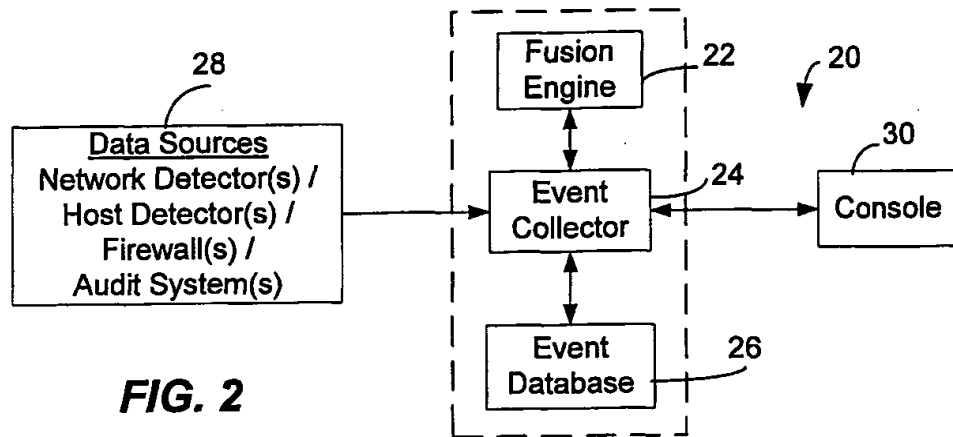 28
Data Sources
Network Detector(s) /
Host Detector(s) /
Firewall(s) /
Audit System(s)
Fusion
Engine
22
Event
Collector
24
Event
Database
26
20
30
Console
FIG. 2